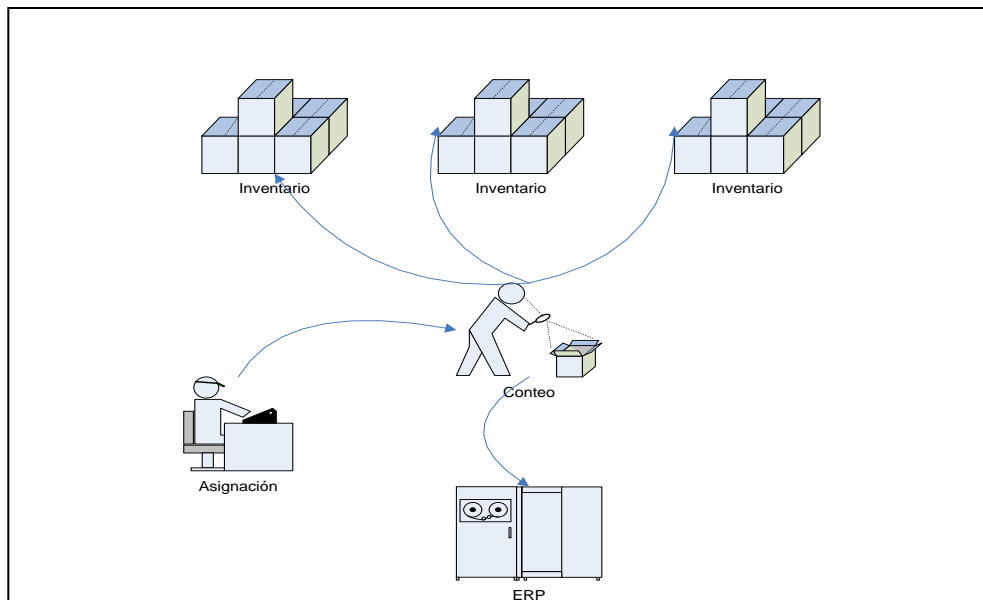 Inventario
Inventario
Inventario
Conteo
Asignación
ERP